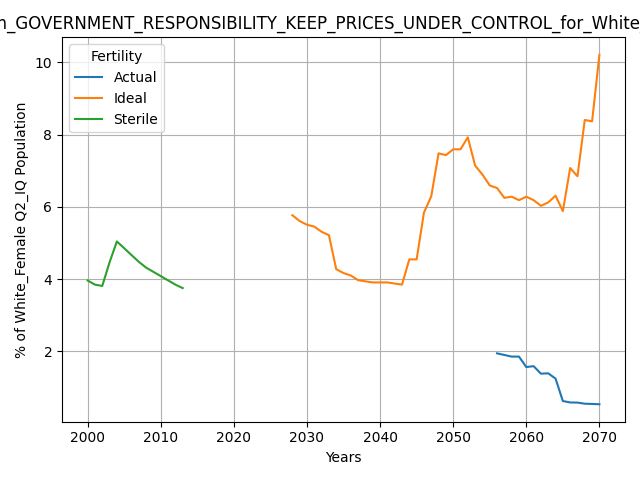 n_GOVERNMENT_RESPONSIBILITY_KEEP_PRICES_UNDER_CONTROL_for_White
Fertility
Actual
Ideal
Sterile
% of White_Female Q2_IQ Population
10
8
6
4
2
2000 2010 2020 2030 2040 2050 2060 2070
Years